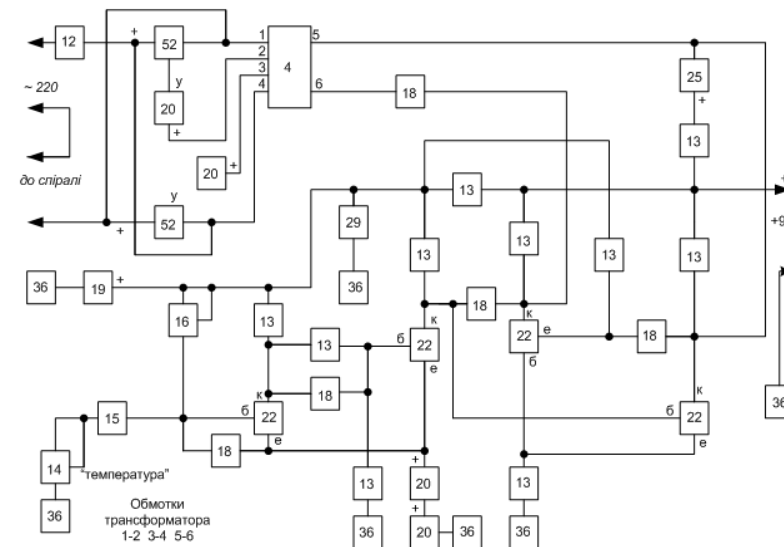 12 + 52 1 5
2
3 4
4 6 18 25
у
~ 220 20 + +
20 + 13
до спіралі у
52 + 13 +
29 13 13 13 13 +9
36 19 + 36
16 13 18
к 13 б 22 к 22 е 18
е б
18 к
к б 22 б 22 36
15 е е
"температура" 18 +
14 13 20 13
Обмотки +
36 трансформатора 36 20 36 36
1-2 3-4 5-6